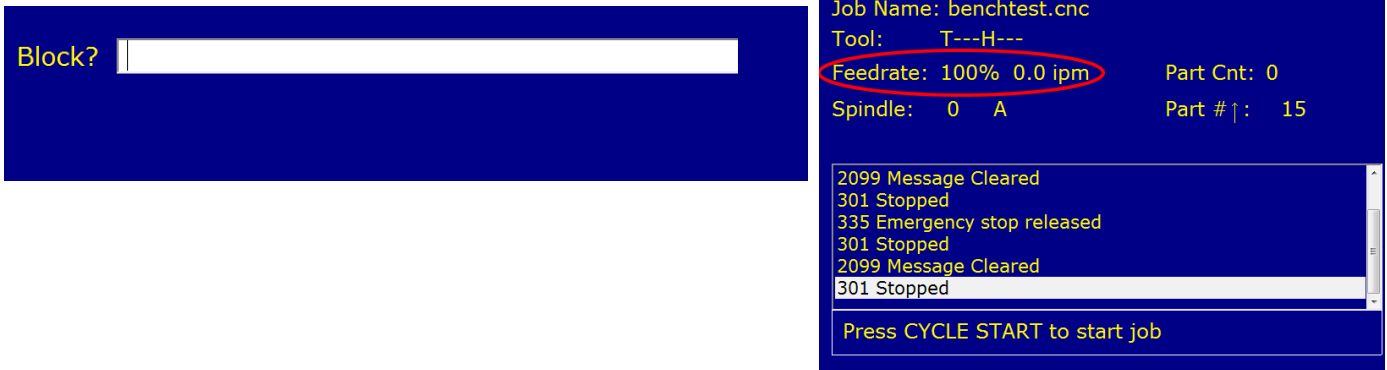 Block?
Job Name: benchtest.cnc
Tool: T---H---
Feedrate: 100% 0.0 ipm Part Cnt: 0
Spindle: 0 A Part #↑: 15
2099 Message Cleared
301 Stopped
335 Emergency stop released
301 Stopped
2099 Message Cleared
301 Stopped
Press CYCLE START to start job